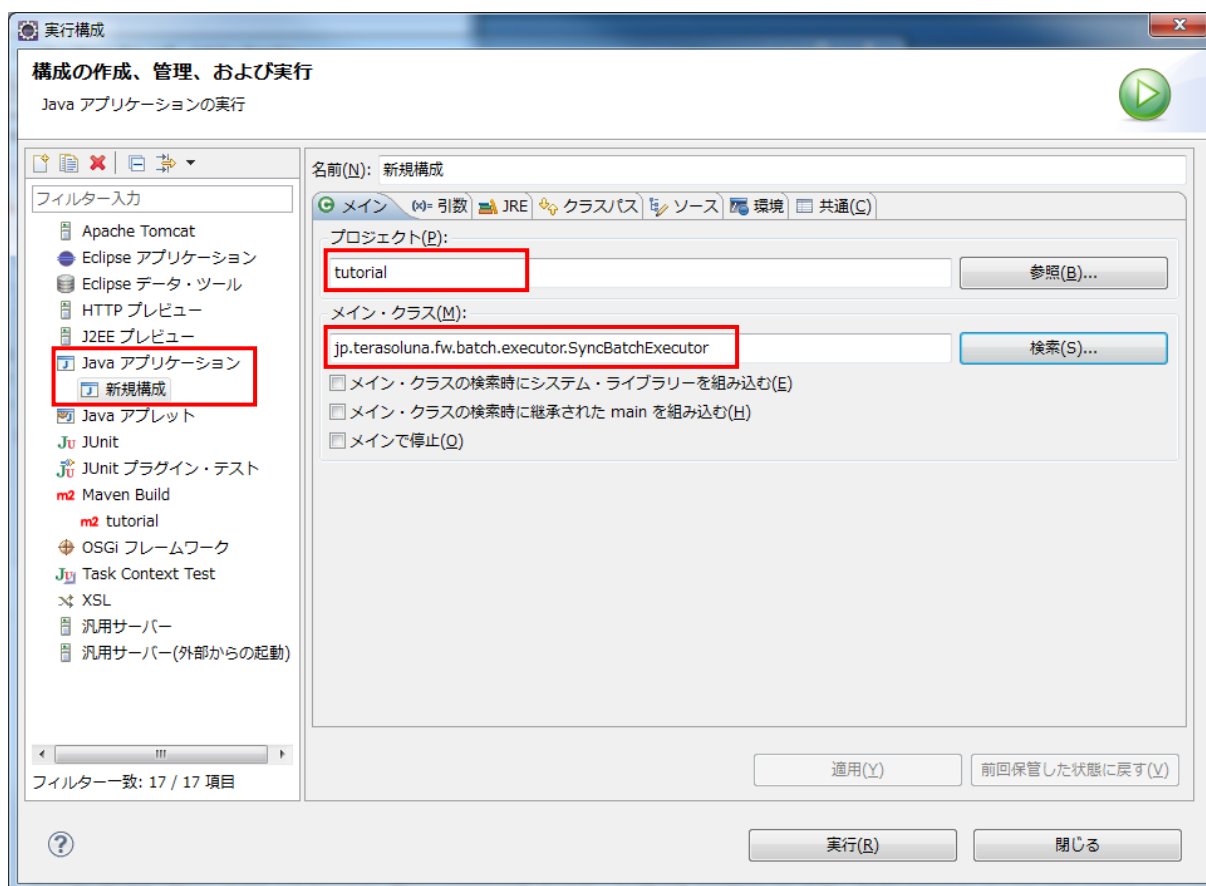 実行構成
構成の作成、管理、および実行
Java アプリケーションの実行
フィルター入力
Apache Tomcat
Eclipse アプリケーション
Eclipse データ・ツール
HTTP プレビュー
J2EE プレビュー
Java アプリケーション
新規構成
Java アプレット
JUnit
JUnit プラグイン・テスト
m2 Maven Build
m2 tutorial
OSGi フレームワーク
Task Context Test
XSL
汎用サーバー
汎用サーバー(外部からの起動)
フィルター一致: 17 / 17 項目
名前(N): 新規構成
メイン (x)= 引数 JRE クラスパス ソース 環境 共通(C)
プロジェクト(P):
tutorial 参照(B)...
メイン・クラス(M):
jp.terasoluna.fw.batch.executor.SyncBatchExecutor 検索(S)...
メイン・クラスの検索時にシステム・ライブラリーを組み込む(E)
メイン・クラスの検索時に継承された main を組み込む(H)
メインで停止(O)
適用(Y) 前回保管した状態に戻す(V)
実行(R) 閉じる